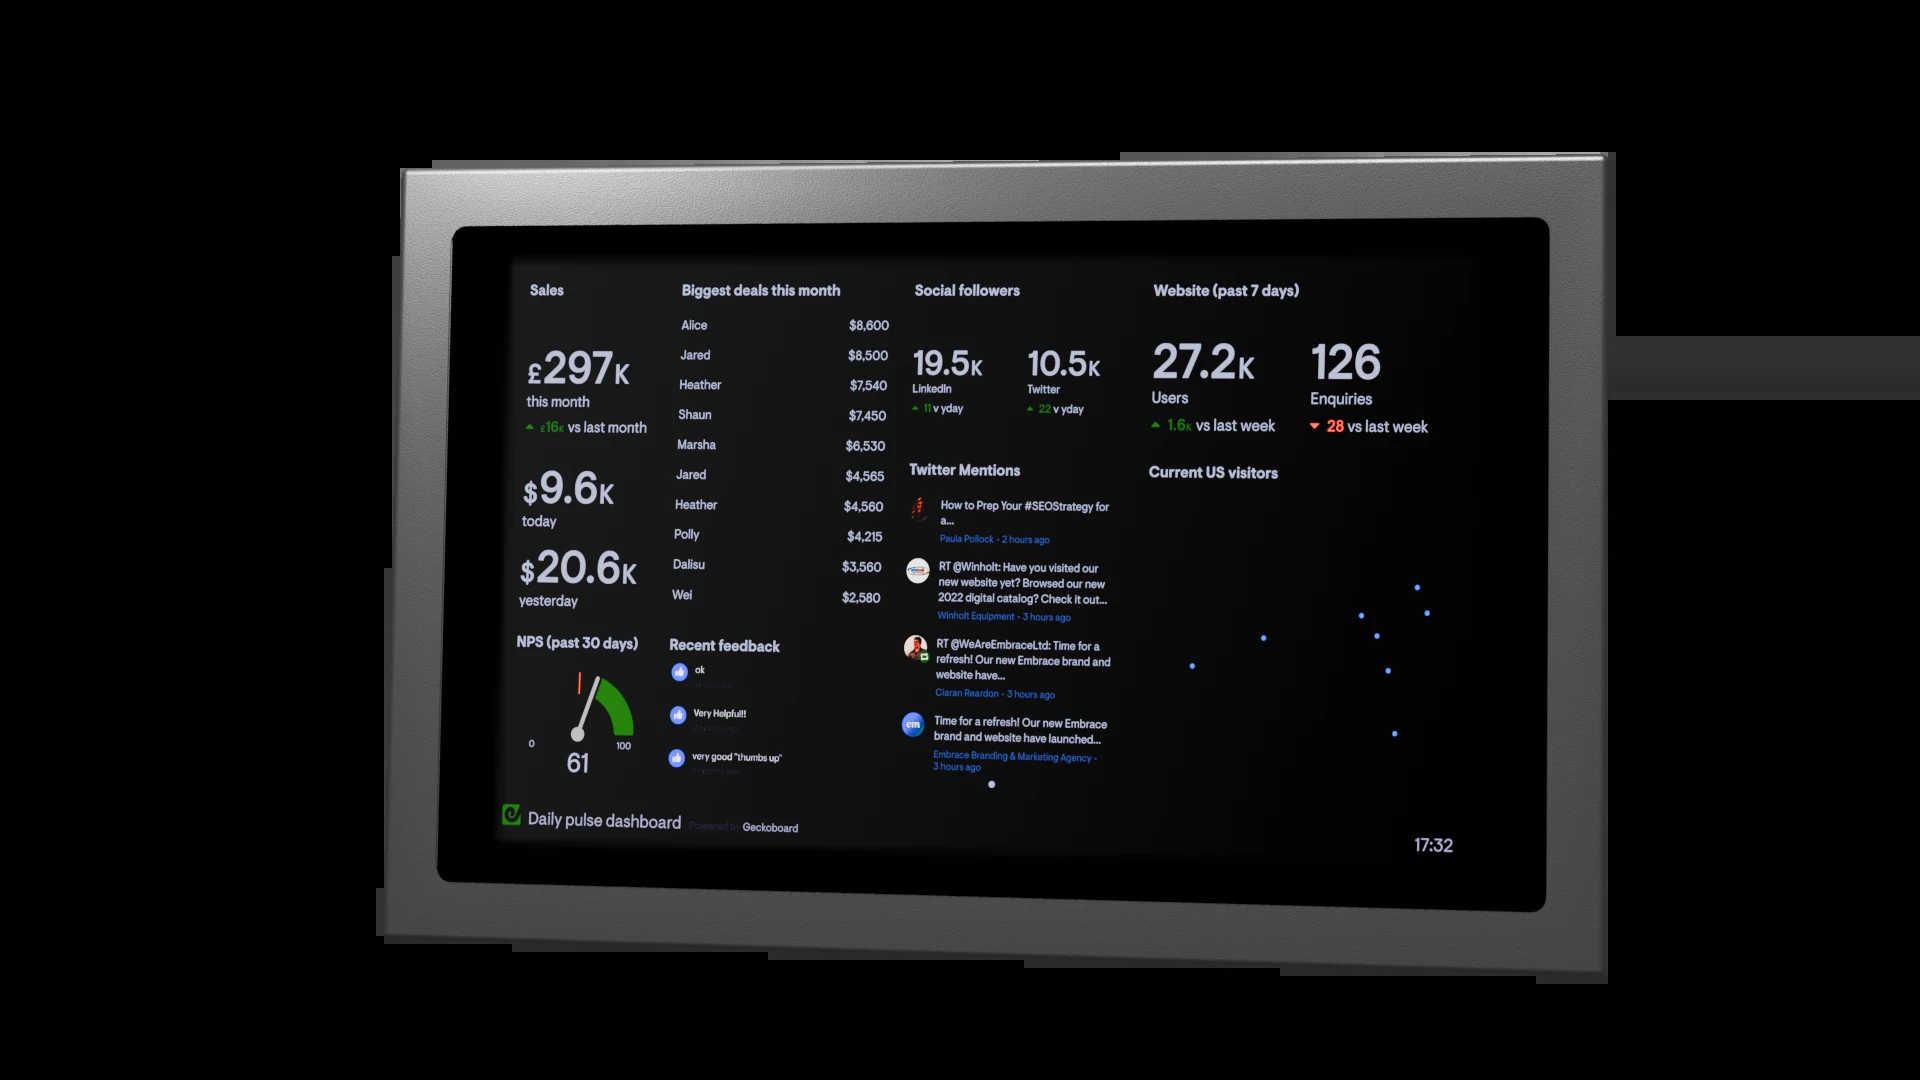 Sales
£297K
this month
£16K vs last month
$9.6K
today
$20.6K
yesterday
NPS (past 30 days)
0
100
61
Biggest deals this month
Alice $8,600
Jared $8,500
Heather $7,540
Shaun $7,450
Marsha $6,530
Jared $4,565
Heather $4,560
Polly $4,215
Dalisu $3,560
Wei $2,580
Recent feedback
ok
Very Helpful!!
very good "thumbs up"
Social followers
19.5K
LinkedIn
11 v yday
10.5K
Twitter
22 v yday
Twitter Mentions
How to Prep Your #SEOStrategy for
a...
Paula Pollock · 2 hours ago
RT @Winholt: Have you visited our
new website yet? Browsed our new
2022 digital catalog? Check it out...
Winholt Equipment · 3 hours ago
RT @WeAreEmbraceLtd: Time for a
refresh! Our new Embrace brand and
website have...
Ciaran Reardon · 3 hours ago
em
Time for a refresh! Our new Embrace
brand and website have launched...
Embrace Branding & Marketing Agency ·
3 hours ago
Website (past 7 days)
27.2K
Users
1.6K vs last week
126
Enquiries
28 vs last week
Current US visitors
Daily pulse dashboard
Powered by Geckoboard
17:32